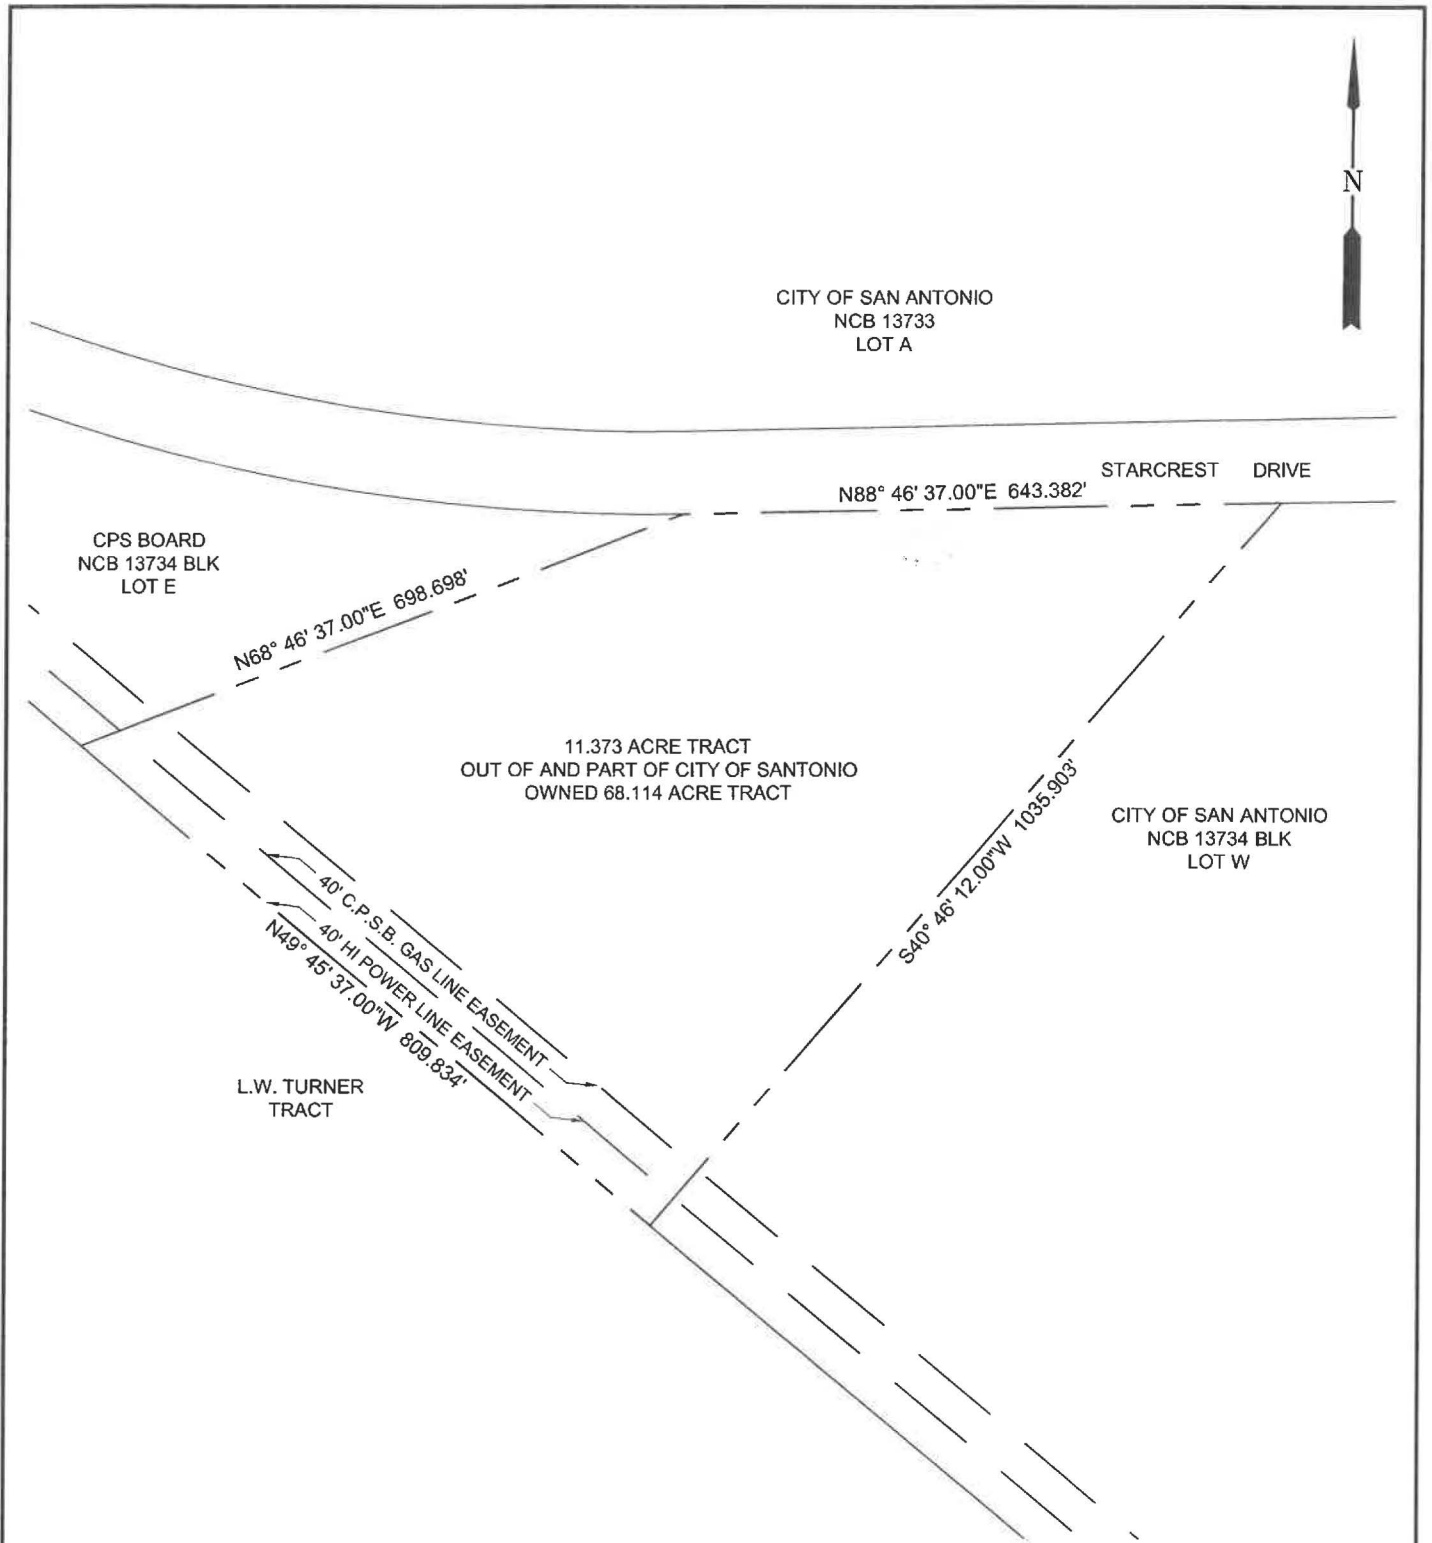 N
CITY OF SAN ANTONIO
NCB 13733
LOT A
STARCREST DRIVE
N88° 46' 37.00"E 643.382'
CPS BOARD
NCB 13734 BLK
LOT E
N68° 46' 37.00"E 698.698'
11.373 ACRE TRACT
OUT OF AND PART OF CITY OF SANTONIO
OWNED 68.114 ACRE TRACT
S40° 46' 12.00"W 1035.903'
CITY OF SAN ANTONIO
NCB 13734 BLK
LOT W
40' C.P.S.B. GAS LINE EASEMENT
40' HI POWER LINE EASEMENT
N49° 45' 37.00"W 809.834'
L.W. TURNER
TRACT